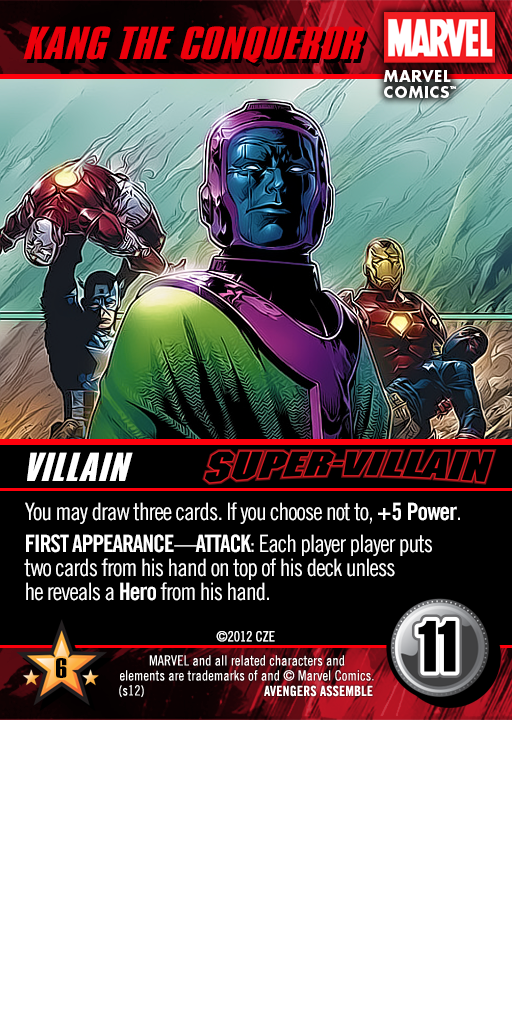 KANG THE CONQUEROR
MARVEL
MARVEL
COMICS™
VILLAIN
SUPER-VILLAIN
You may draw three cards. If you choose not to, +5 Power.
FIRST APPEARANCE—ATTACK: Each player player puts
two cards from his hand on top of his deck unless
he reveals a Hero from his hand.
©2012 CZE
6
MARVEL and all related characters and
elements are trademarks of and © Marvel Comics.
(s12)
AVENGERS ASSEMBLE
11